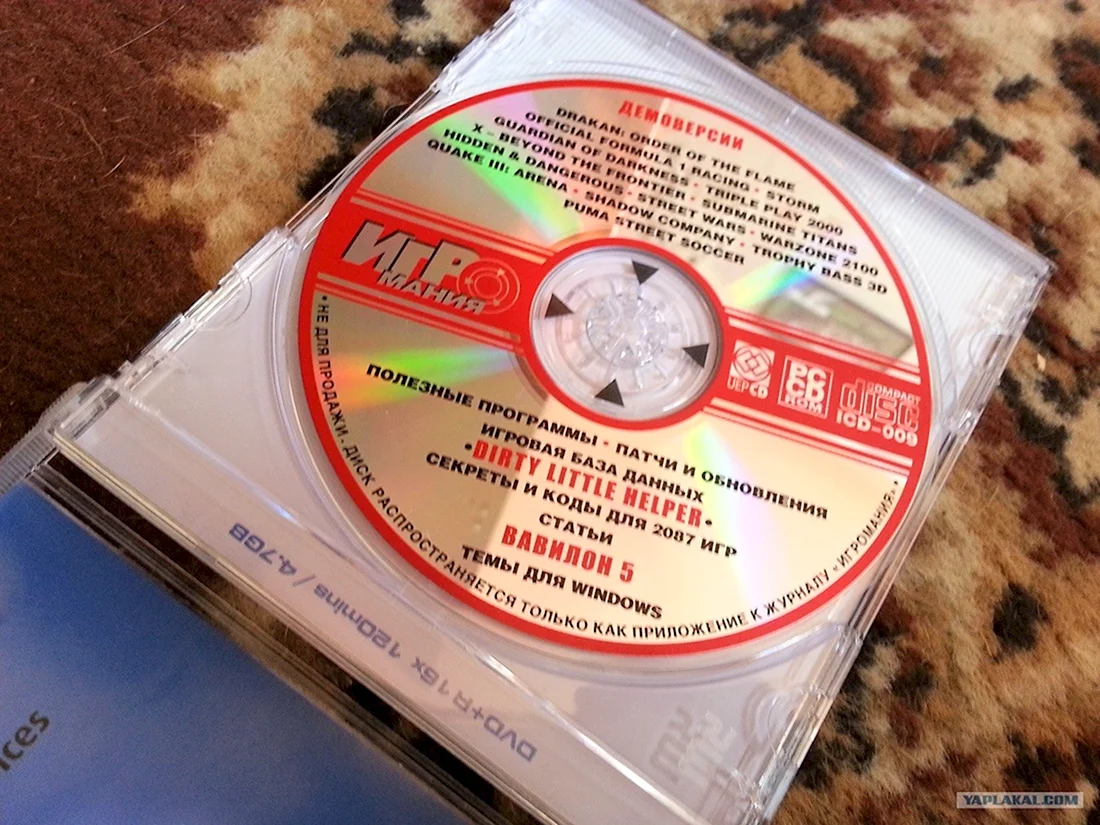 ДЕМОВЕРСИИ
DRAKAN: ORDER OF THE FLAME
OFFICIAL FORMULA 1 RACING • STORM
GUARDIAN OF DARKNESS • TRIPLE PLAY 2000
X - BEYOND THE FRONTIER • SUBMARINE TITANS
HIDDEN & DANGEROUS • STREET WARS • WARZONE 2100
QUAKE III: ARENA • SHADOW COMPANY • TROPHY BASS 3D
PUMA STREET SOCCER
ИГРОМАНИЯ
UEP CD
PC CD ROM
COMPACT disc
ICD-009
ПОЛЕЗНЫЕ ПРОГРАММЫ • ПАТЧИ И ОБНОВЛЕНИЯ
ИГРОВАЯ БАЗА ДАННЫХ
•DIRTY LITTLE HELPER•
СЕКРЕТЫ И КОДЫ ДЛЯ 2087 ИГР
СТАТЬИ
ВАВИЛОН 5
ТЕМЫ ДЛЯ WINDOWS
• НЕ ДЛЯ ПРОДАЖИ. ДИСК РАСПРОСТРАНЯЕТСЯ ТОЛЬКО КАК ПРИЛОЖЕНИЕ К ЖУРНАЛУ «ИГРОМАНИЯ» •
DVD+R 16x 120mins / 4.7GB
ices
YAPLAKAL.COM